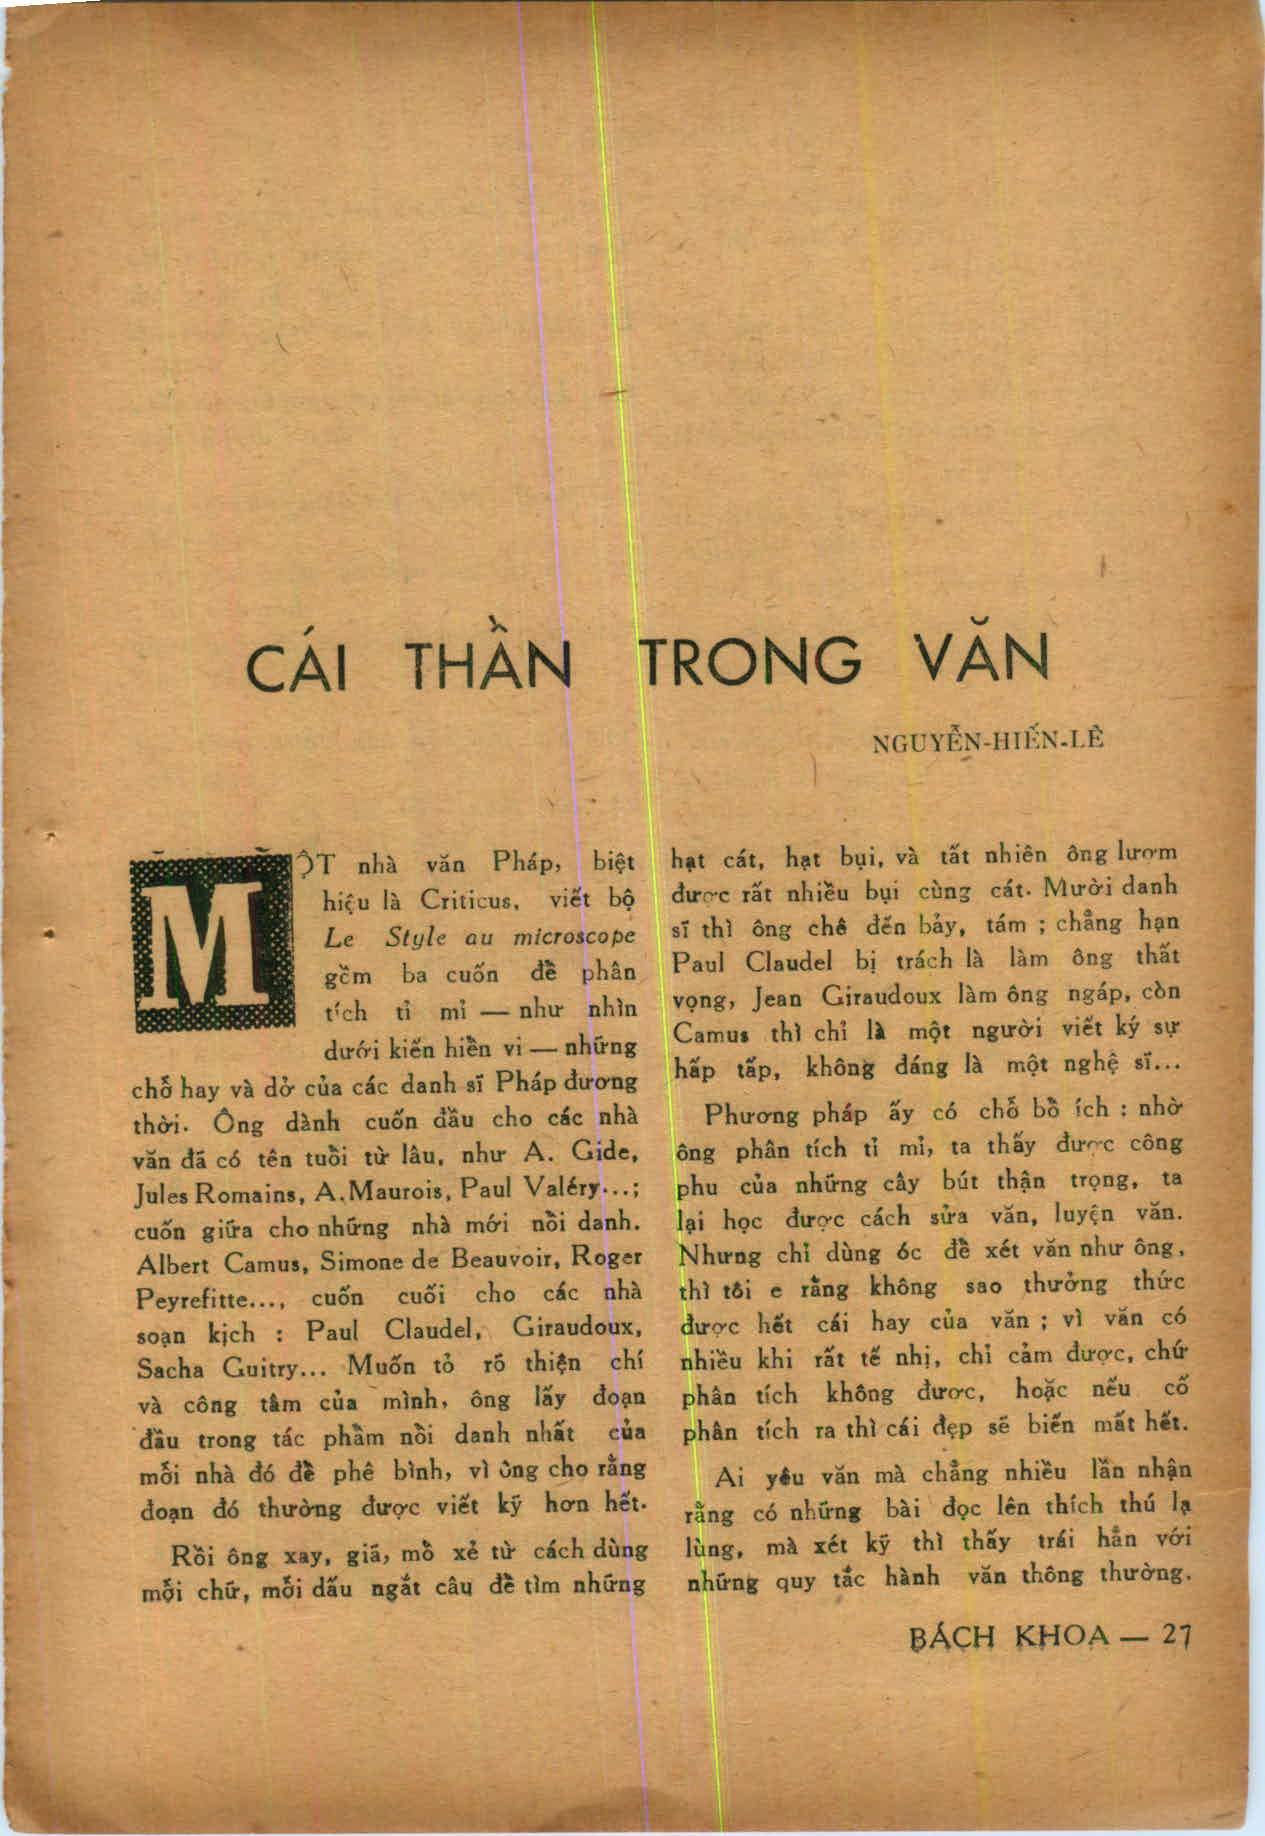 CÁI THẦN TRONG VĂN
NGUYỄN-HIẾN-LÊ
MỘT nhà văn Pháp, biệt
hiệu là Criticus, viết bộ
Le Style au microscope
gồm ba cuốn để phân
tích tỉ mỉ — như nhìn
dưới kiến hiển vi — những
chỗ hay và dở của các danh sĩ Pháp đương
thời. Ông dành cuốn đầu cho các nhà
văn đã có tên tuổi từ lâu, như A. Gide,
Jules Romains, A. Maurois, Paul Valéry...;
cuốn giữa cho những nhà mới nổi danh.
Albert Camus, Simone de Beauvoir, Roger
Peyrefitte..., cuốn cuối cho các nhà
soạn kịch : Paul Claudel, Giraudoux,
Sacha Guitry... Muốn tỏ rõ thiện chí
và công tâm của mình, ông lấy đoạn
đầu trong tác phẩm nổi danh nhất của
mỗi nhà đó để phê bình, vì ông cho rằng
đoạn đó thường được viết kỹ hơn hết.
Rồi ông xay, giã, mổ xẻ từ cách dùng
mỗi chữ, mỗi dấu ngắt câu để tìm những
hạt cát, hạt bụi, và tất nhiên ông lượm
được rất nhiều bụi cùng cát. Mười danh
sĩ thì ông chê đến bảy, tám ; chẳng hạn
Paul Claudel bị trách là làm ông thất
vọng, Jean Giraudoux làm ông ngáp, còn
Camus thì chỉ là một người viết ký sự
hấp tấp, không đáng là một nghệ sĩ...
Phương pháp ấy có chỗ bổ ích : nhờ
ông phân tích tỉ mỉ, ta thấy được công
phu của những cây bút thận trọng, ta
lại học được cách sửa văn, luyện văn.
Nhưng chỉ dùng óc để xét văn như ông,
thì tôi e rằng không sao thưởng thức
được hết cái hay của văn ; vì văn có
nhiều khi rất tế nhị, chỉ cảm được, chứ
phân tích không được, hoặc nếu cố
phân tích ra thì cái đẹp sẽ biến mất hết.
Ai yêu văn mà chẳng nhiều lần nhận
rằng có những bài đọc lên thích thú lạ
lùng, mà xét kỹ thì thấy trái hẳn với
những quy tắc hành văn thông thường.
BÁCH KHOA — 27